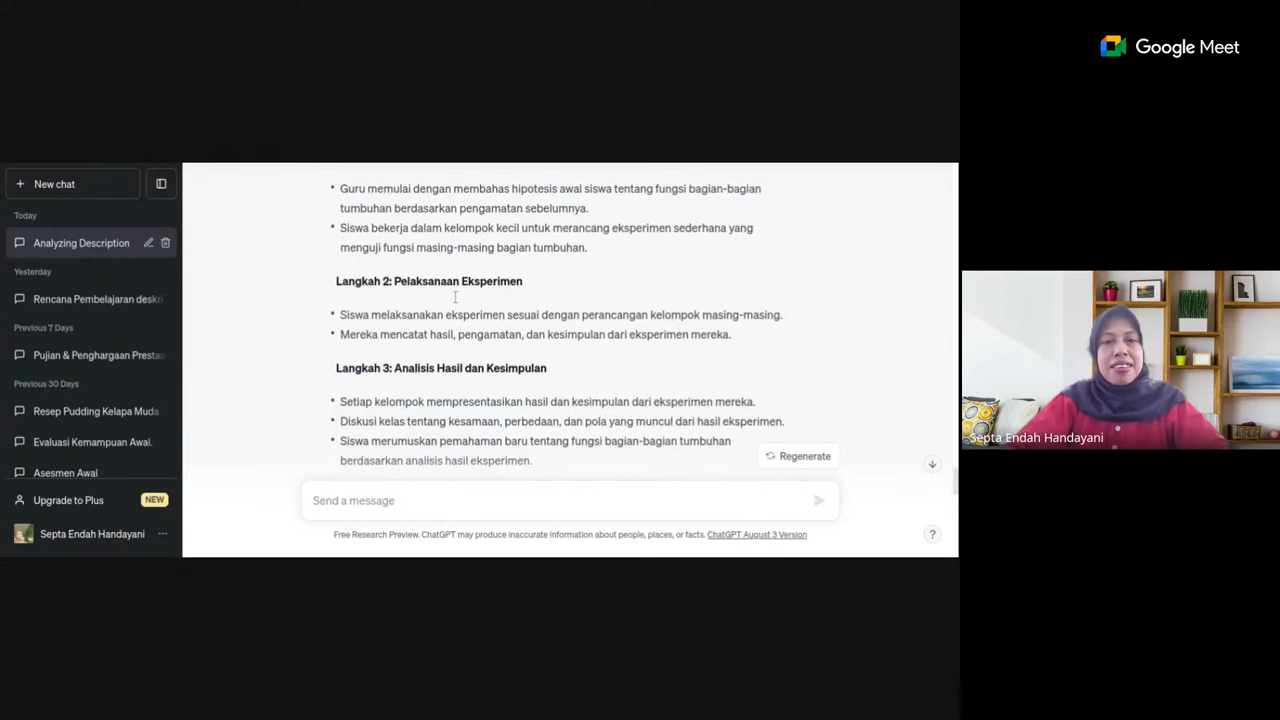 Google Meet
New chat
Today
Analyzing Description
Yesterday
Rencana Pembelajaran deskri
Previous 7 Days
Pujian & Penghargaan Prestas
Previous 30 Days
Resep Pudding Kelapa Muda
Evaluasi Kemampuan Awal.
Asesmen Awal
Upgrade to Plus
NEW
Septa Endah Handayani
Guru memulai dengan membahas hipotesis awal siswa tentang fungsi bagian-bagian
tumbuhan berdasarkan pengamatan sebelumnya.
Siswa bekerja dalam kelompok kecil untuk merancang eksperimen sederhana yang
menguji fungsi masing-masing bagian tumbuhan.
Langkah 2: Pelaksanaan Eksperimen
Siswa melaksanakan eksperimen sesuai dengan perancangan kelompok masing-masing.
Mereka mencatat hasil, pengamatan, dan kesimpulan dari eksperimen mereka.
Langkah 3: Analisis Hasil dan Kesimpulan
Setiap kelompok mempresentasikan hasil dan kesimpulan dari eksperimen mereka.
Diskusi kelas tentang kesamaan, perbedaan, dan pola yang muncul dari hasil eksperimen.
Siswa merumuskan pemahaman baru tentang fungsi bagian-bagian tumbuhan
berdasarkan analisis hasil eksperimen.
Regenerate
Send a message
Free Research Preview. ChatGPT may produce inaccurate information about people, places, or facts. ChatGPT August 3 Version
?
Septa Endah Handayani